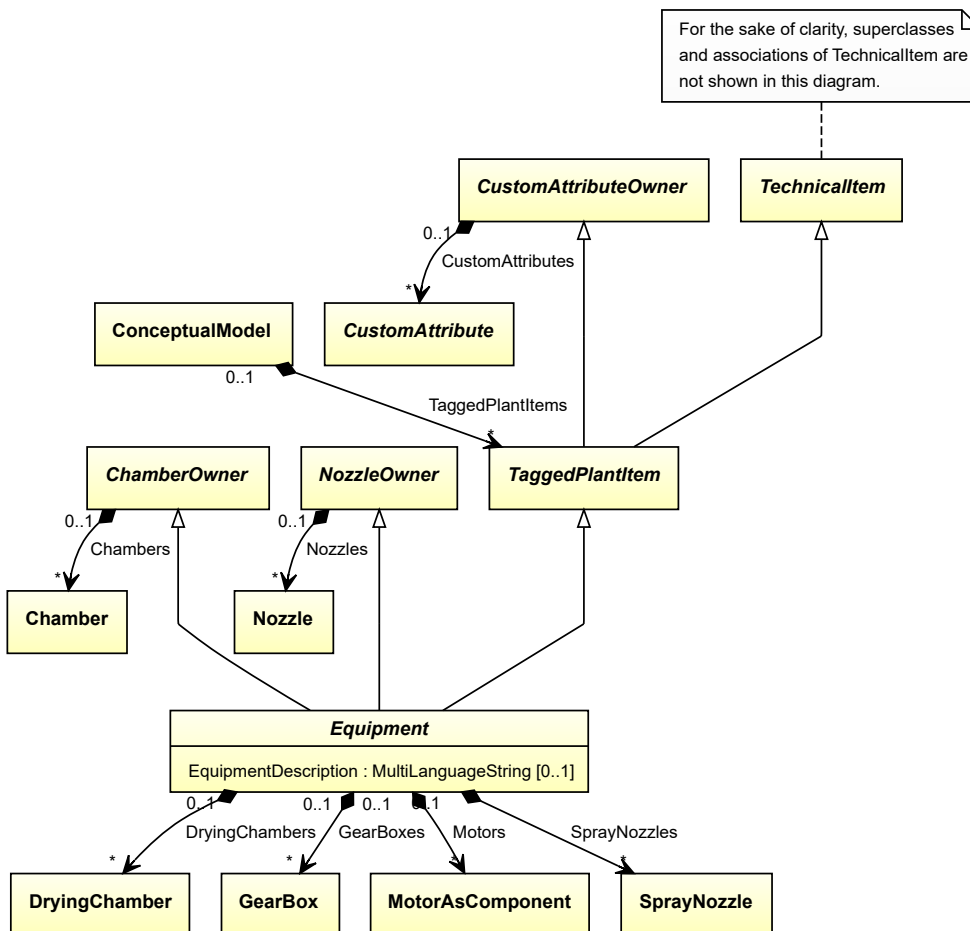 For the sake of clarity, superclasses
and associations of TechnicalItem are
not shown in this diagram.
CustomAttributeOwner
TechnicalItem
0..1
CustomAttributes
*
ConceptualModel
CustomAttribute
0..1
TaggedPlantItems
*
ChamberOwner
NozzleOwner
TaggedPlantItem
0..1
Chambers
*
0..1
Nozzles
*
Chamber
Nozzle
Equipment
EquipmentDescription : MultiLanguageString [0..1]
0..1
DryingChambers
*
0..1
GearBoxes
*
0..1
Motors
*
0..1
SprayNozzles
*
DryingChamber
GearBox
MotorAsComponent
SprayNozzle